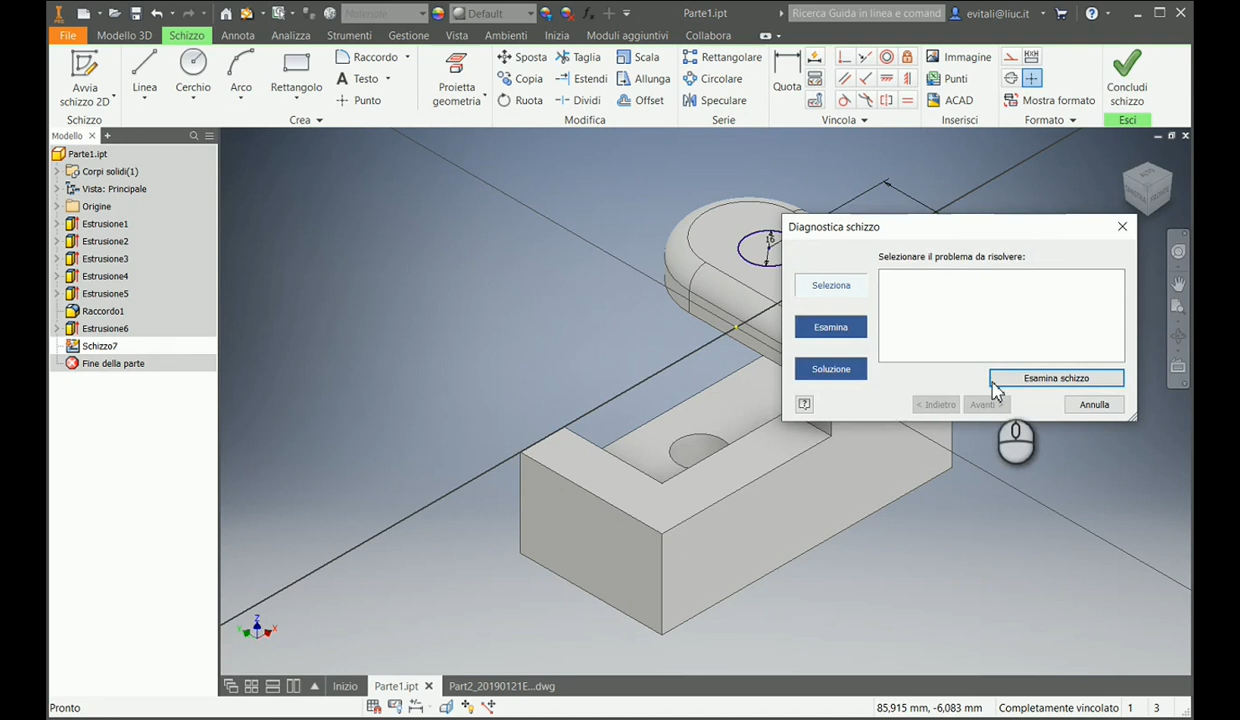 Materiale
Default
Parte1.ipt
Ricerca Guida in linea e comand
evitali@liuc.it
File
Modello 3D
Schizzo
Annota
Analizza
Strumenti
Gestione
Vista
Ambienti
Inizia
Moduli aggiuntivi
Collabora
Avvia
schizzo 2D
Linea
Cerchio
Arco
Rettangolo
Raccordo
Testo
Punto
Proietta
geometria
Sposta
Copia
Ruota
Taglia
Estendi
Dividi
Scala
Allunga
Offset
Rettangolare
Circolare
Speculare
Quota
Immagine
Punti
ACAD
Mostra formato
Concludi
schizzo
Schizzo
Crea
Modifica
Serie
Vincola
Inserisci
Formato
Esci
Modello
Parte1.ipt
Corpi solidi(1)
Vista: Principale
Origine
Estrusione1
Estrusione2
Estrusione3
Estrusione4
Estrusione5
Raccordo1
Estrusione6
Schizzo7
Fine della parte
ALTO
16
Diagnostica schizzo
Selezionare il problema da risolvere:
Seleziona
Esamina
Soluzione
Esamina schizzo
< Indietro
Avanti >
Annulla
Z
Y
X
Inizio
Parte1.ipt
Part2_20190121E...dwg
Pronto
85,915 mm, -6,083 mm
Completamente vincolato
1
3